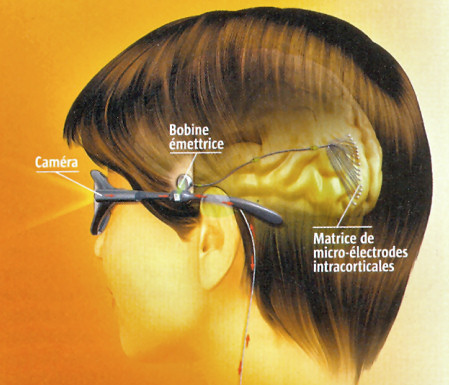 Bobine
émettrice
Caméra
Matrice de
micro-électrodes
intracorticales